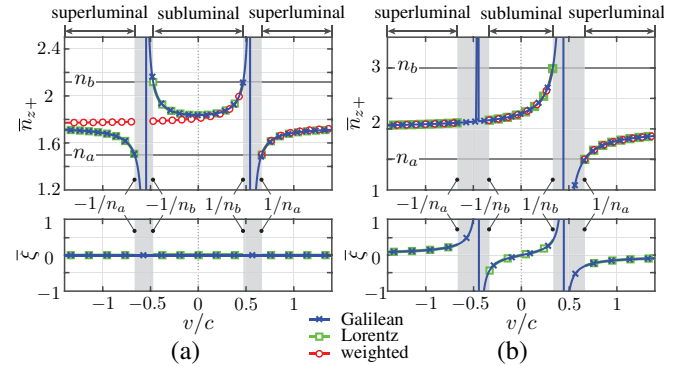 superluminal subluminal superluminal
2.4
n_b
2
n̄_{z+}
1.6
n_a
1.2
−1/n_a −1/n_b 1/n_b 1/n_a
1
ξ̄ 0
−1
−1 −0.5 0 0.5 1
v/c
(a)
superluminal subluminal superluminal
n_b
3
n̄_{z+}
2
n_a
1
−1/n_a −1/n_b 1/n_b 1/n_a
1
ξ̄ 0
−1
−1 −0.5 0 0.5 1
v/c
(b)
Galilean
Lorentz
weighted